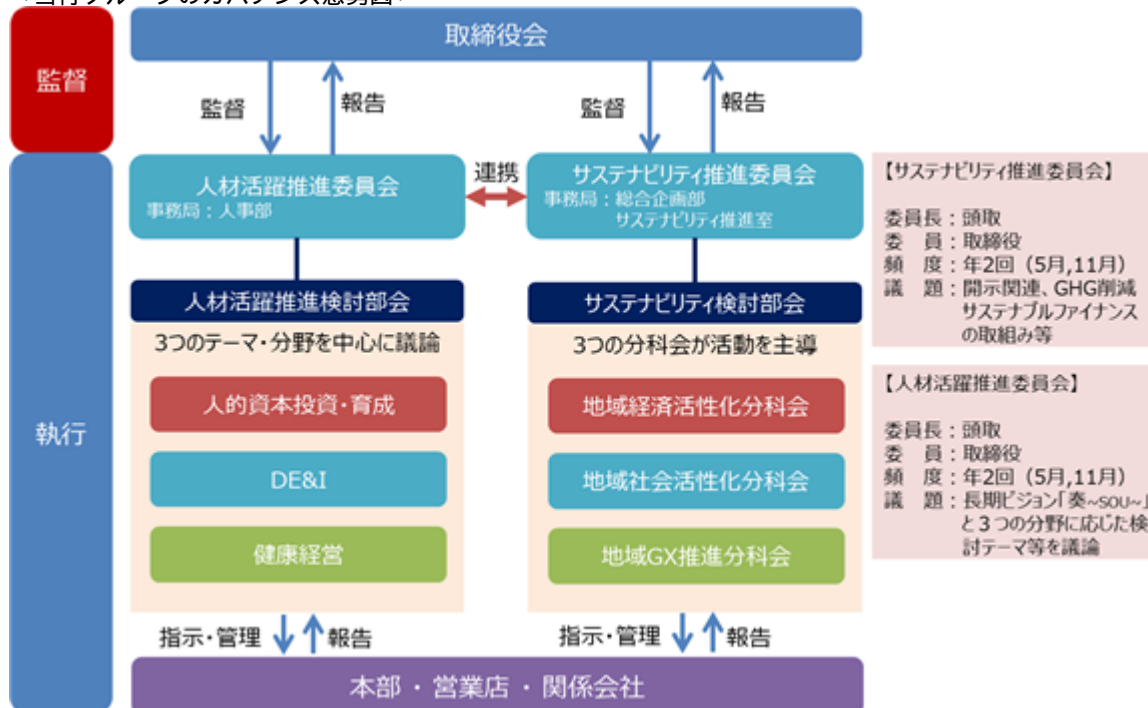 ＜当行グループのガバナンス態勢図＞
監督
取締役会
監督
報告
監督
報告
執行
人材活躍推進委員会
事務局：人事部
連携
サステナビリティ推進委員会
事務局：総合企画部
サステナビリティ推進室
人材活躍推進検討部会
3つのテーマ・分野を中心に議論
人的資本投資・育成
DE&I
健康経営
サステナビリティ検討部会
3つの分科会が活動を主導
地域経済活性化分科会
地域社会活性化分科会
地域GX推進分科会
指示・管理
報告
指示・管理
報告
本部 ・ 営業店 ・ 関係会社
【サステナビリティ推進委員会】
委員長：頭取
委　員：取締役
頻　度：年2回（5月,11月）
議　題：開示関連、GHG削減
サステナブルファイナンス
の取組み等
【人材活躍推進委員会】
委員長：頭取
委　員：取締役
頻　度：年2回（5月,11月）
議　題：長期ビジョン「奏~SOU~」
と３つの分野に応じた検
討テーマ等を議論